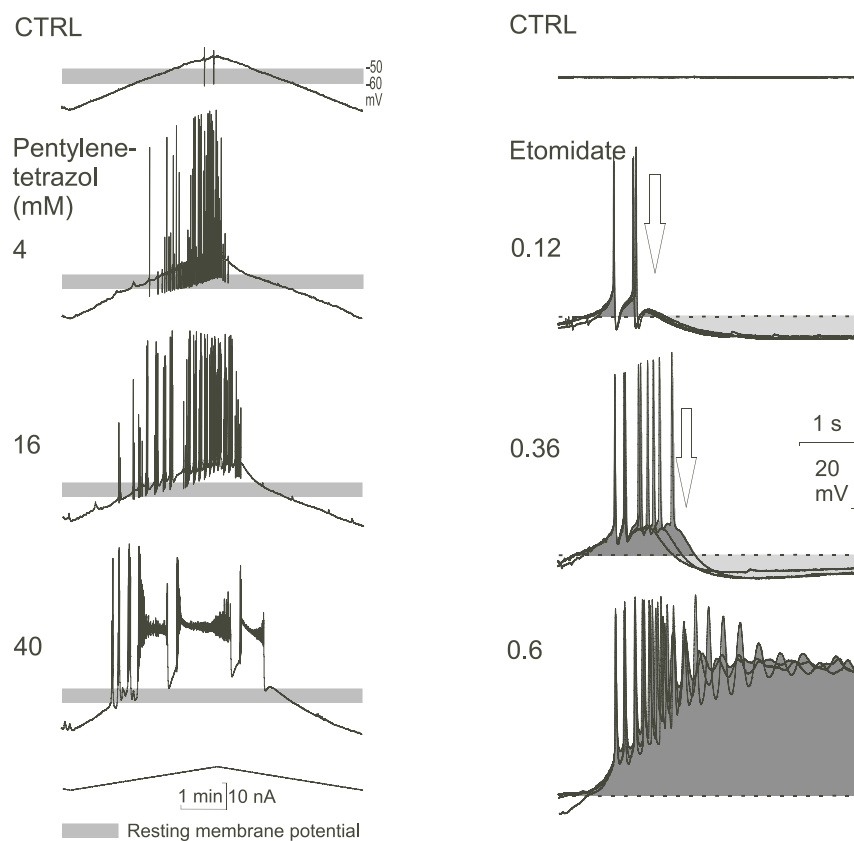 CTRL
-50
-60
mV
Pentylene-
tetrazol
(mM)
4
16
40
1 min 10 nA
Resting membrane potential
CTRL
Etomidate
0.12
0.36
1 s
20
mV
0.6